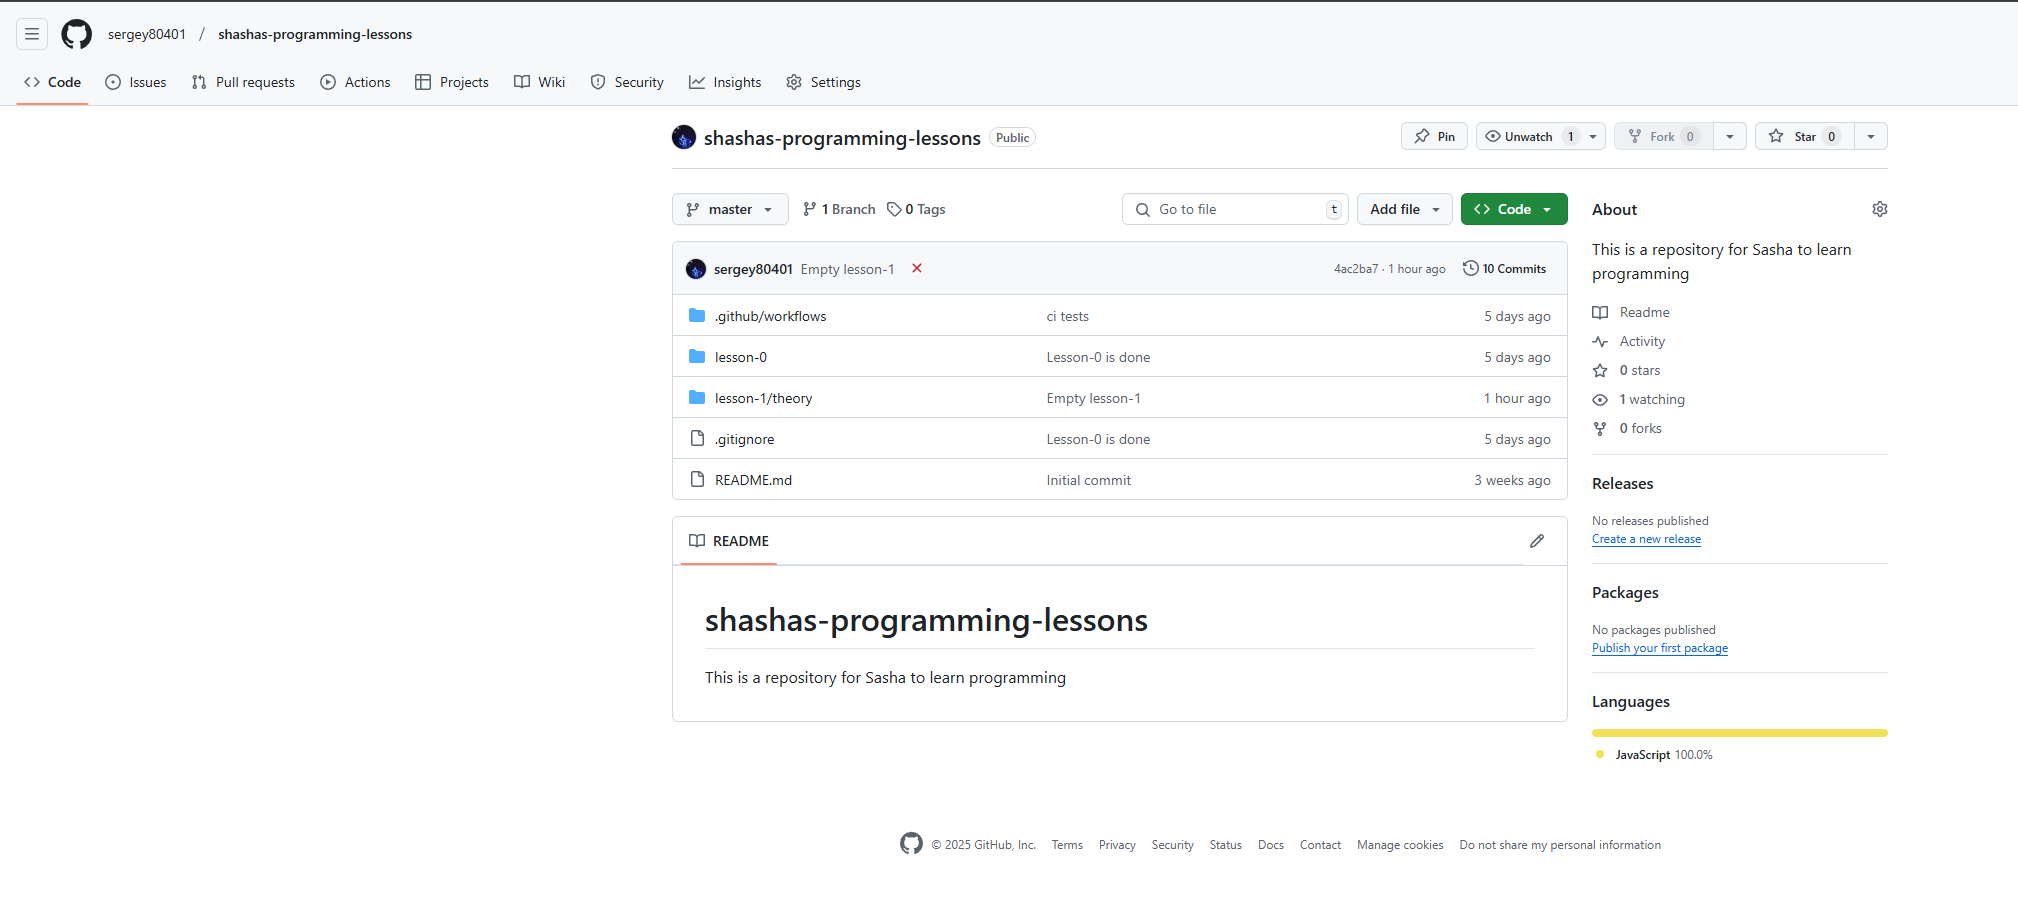 sergey80401 / shashas-programming-lessons
Code Issues Pull requests Actions Projects Wiki Security Insights Settings
shashas-programming-lessons Public
Pin Unwatch 1 Fork 0 Star 0
master 1 Branch 0 Tags Go to file t Add file Code
sergey80401 Empty lesson-1 4ac2ba7 · 1 hour ago 10 Commits
.github/workflows ci tests 5 days ago
lesson-0 Lesson-0 is done 5 days ago
lesson-1/theory Empty lesson-1 1 hour ago
.gitignore Lesson-0 is done 5 days ago
README.md Initial commit 3 weeks ago
README
shashas-programming-lessons
This is a repository for Sasha to learn programming
About
This is a repository for Sasha to learn
programming
Readme
Activity
0 stars
1 watching
0 forks
Releases
No releases published
Create a new release
Packages
No packages published
Publish your first package
Languages
JavaScript 100.0%
© 2025 GitHub, Inc. Terms Privacy Security Status Docs Contact Manage cookies Do not share my personal information